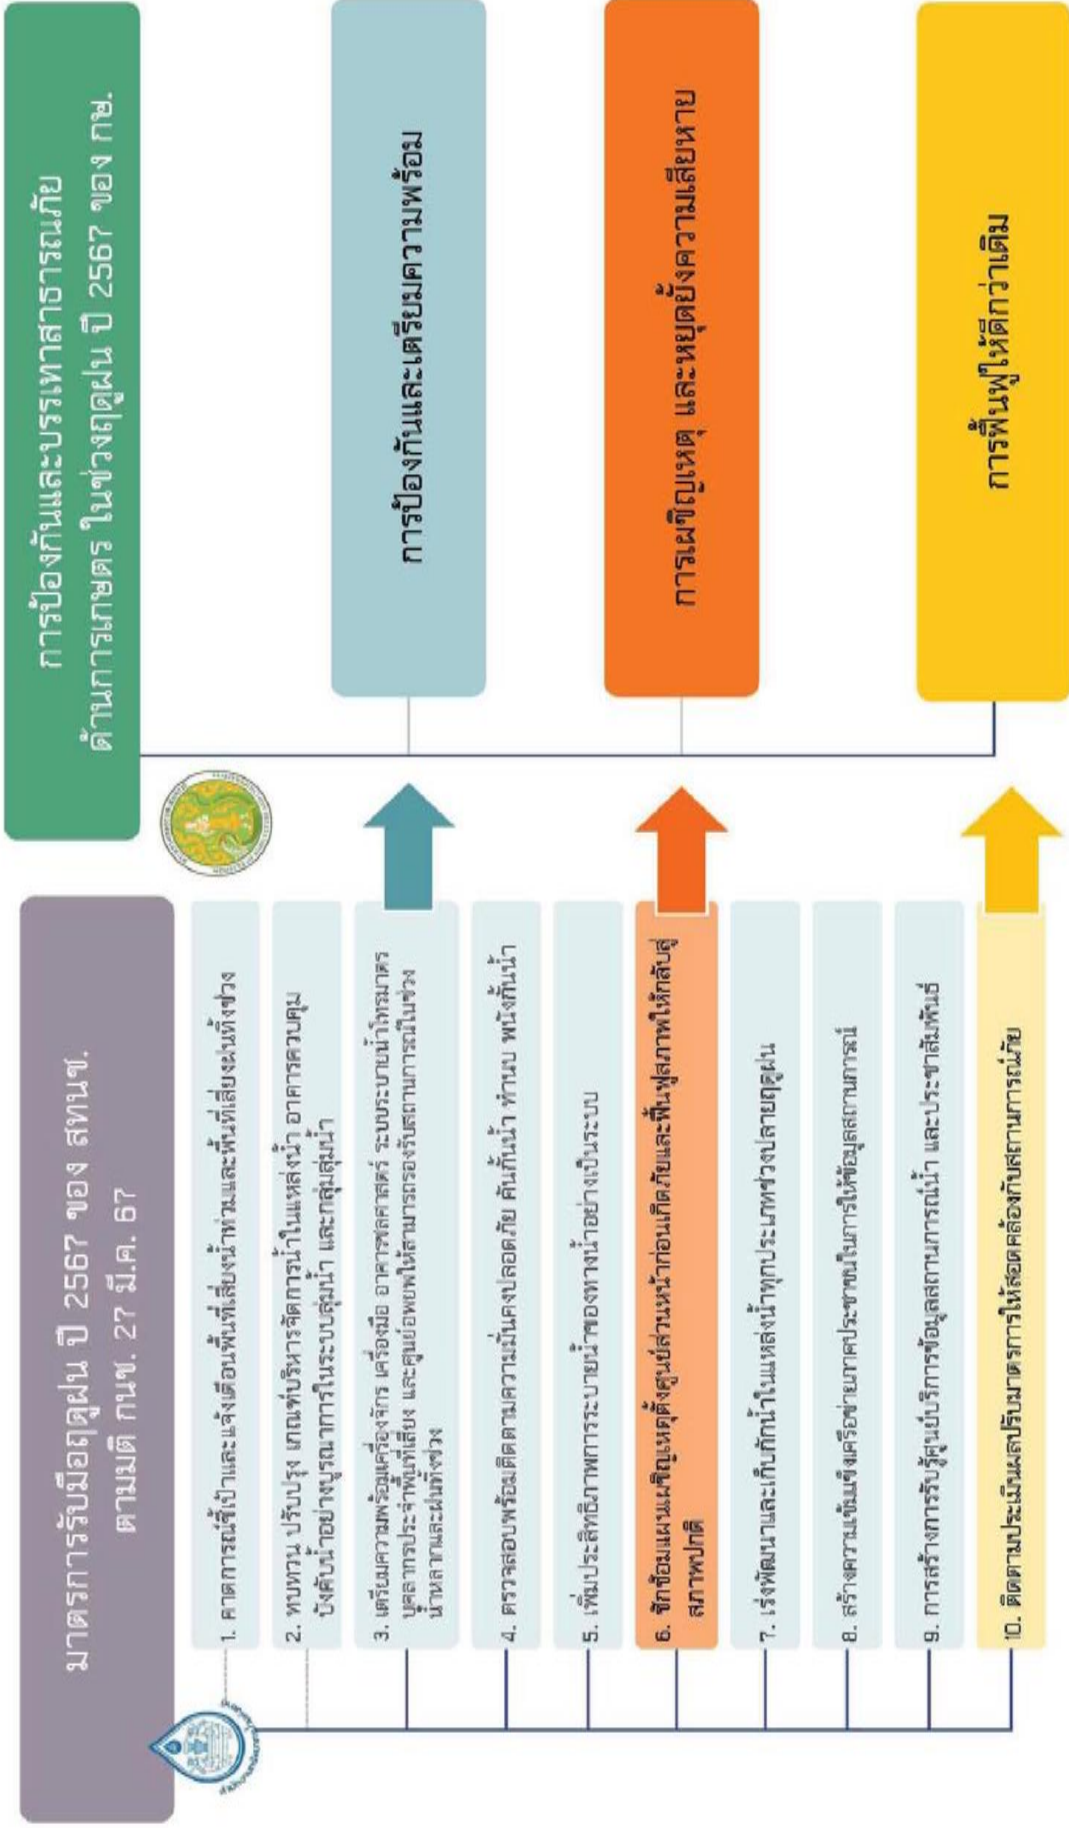 มาตรการรับมือฤดูฝน ปี 2567 ของ สทนช.
ตามมติ กนช. 27 มี.ค. 67
1. คาดการณ์ชี้เป้าและแจ้งเตือนพื้นที่เสี่ยงน้ำท่วมและพื้นที่เสี่ยงฝนทิ้งช่วง
2. ทบทวน ปรับปรุง เกณฑ์บริหารจัดการน้ำในแหล่งน้ำ อาคารควบคุม
บังคับน้ำอย่างบูรณาการในระบบลุ่มน้ำ และกลุ่มลุ่มน้ำ
3. เตรียมความพร้อมเครื่องจักร เครื่องมือ อาคารชลศาสตร์ ระบบระบายน้ำโทรมาตร
บุคลากรประจำพื้นที่เสี่ยง และศูนย์อพยพให้สามารถรองรับสถานการณ์ในช่วง
น้ำหลากและฝนทิ้งช่วง
4. ตรวจสอบพร้อมติดตามความมั่นคงปลอดภัย คันกั้นน้ำ ทำนบ พนังกั้นน้ำ
5. เพิ่มประสิทธิภาพการระบายน้ำของทางน้ำอย่างเป็นระบบ
6. ซักซ้อมแผนเผชิญเหตุตั้งศูนย์ส่วนหน้าก่อนเกิดภัยและฟื้นฟูสภาพให้กลับสู่
สภาพปกติ
7. เร่งพัฒนาและเก็บกักน้ำในแหล่งน้ำทุกประเภทช่วงปลายฤดูฝน
8. สร้างความเข้มแข็งเครือข่ายภาคประชาชนในการให้ข้อมูลสถานการณ์
9. การสร้างการรับรู้ศูนย์บริการข้อมูลสถานการณ์น้ำ และประชาสัมพันธ์
10. ติดตามประเมินผลปรับมาตรการให้สอดคล้องกับสถานการณ์ภัย
การป้องกันและบรรเทาสาธารณภัย
ด้านการเกษตร ในช่วงฤดูฝน ปี 2567 ของ กษ.
การป้องกันและเตรียมความพร้อม
การเผชิญเหตุ และหยุดยั้งความเสียหาย
การฟื้นฟูให้ดีกว่าเดิม